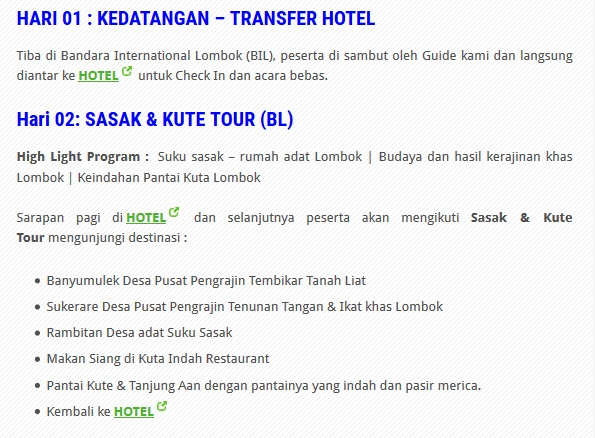 HARI 01 : KEDATANGAN – TRANSFER HOTEL
Tiba di Bandara International Lombok (BIL), peserta di sambut oleh Guide kami dan langsung
diantar ke HOTEL untuk Check In dan acara bebas.
Hari 02: SASAK & KUTE TOUR (BL)
High Light Program : Suku sasak – rumah adat Lombok | Budaya dan hasil kerajinan khas
Lombok | Keindahan Pantai Kuta Lombok
Sarapan pagi di HOTEL dan selanjutnya peserta akan mengikuti Sasak & Kute
Tour mengunjungi destinasi :
• Banyumulek Desa Pusat Pengrajin Tembikar Tanah Liat
• Sukerare Desa Pusat Pengrajin Tenunan Tangan & Ikat khas Lombok
• Rambitan Desa adat Suku Sasak
• Makan Siang di Kuta Indah Restaurant
• Pantai Kute & Tanjung Aan dengan pantainya yang indah dan pasir merica.
• Kembali ke HOTEL